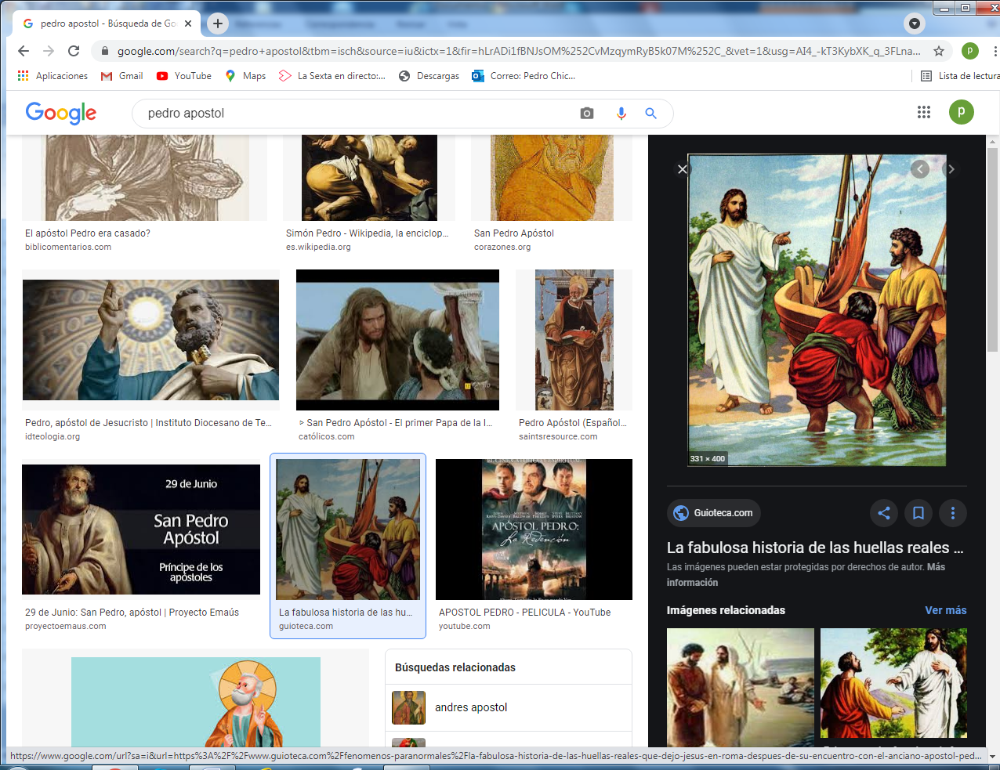 pedro apostol - Búsqueda de Go
google.com/search?q=pedro+apostol&tbm=isch&source=iu&ictx=1&fir=hLrADi1fBNJsOM%252CvMzqymRyB5k07M%252C_&vet=1&usg=AI4_-kT3KybXK_q_3FLna...
P
Aplicaciones
Gmail
YouTube
Maps
La Sexta en directo:...
Descargas
Correo: Pedro Chic...
Lista de lectura
Google
pedro apostol
P
El apóstol Pedro era casado?
biblicomentarios.com
Simón Pedro - Wikipedia, la enciclop...
es.wikipedia.org
San Pedro Apóstol
corazones.org
Pedro, apóstol de Jesucristo | Instituto Diocesano de Te...
idteologia.org
> San Pedro Apóstol - El primer Papa de la I...
católicos.com
Pedro Apóstol (Español...
saintsresource.com
29 de Junio
San Pedro
Apóstol
Príncipe de los
apóstoles
29 de Junio: San Pedro, apóstol | Proyecto Emaús
proyectoemaus.com
La fabulosa historia de las hu...
guioteca.com
APÓSTOL PEDRO:
La Redención
APOSTOL PEDRO - PELICULA - YouTube
youtube.com
Búsquedas relacionadas
andres apostol
331 × 400
Guioteca.com
La fabulosa historia de las huellas reales ...
Las imágenes pueden estar protegidas por derechos de autor. Más
información
Imágenes relacionadas
Ver más
https://www.google.com/url?sa=i&url=https%3A%2F%2Fwww.guioteca.com%2Ffenomenos-paranormales%2Fla-fabulosa-historia-de-las-huellas-reales-que-dejo-jesus-en-roma-despues-de-su-encuentro-con-el-anciano-apostol-ped...